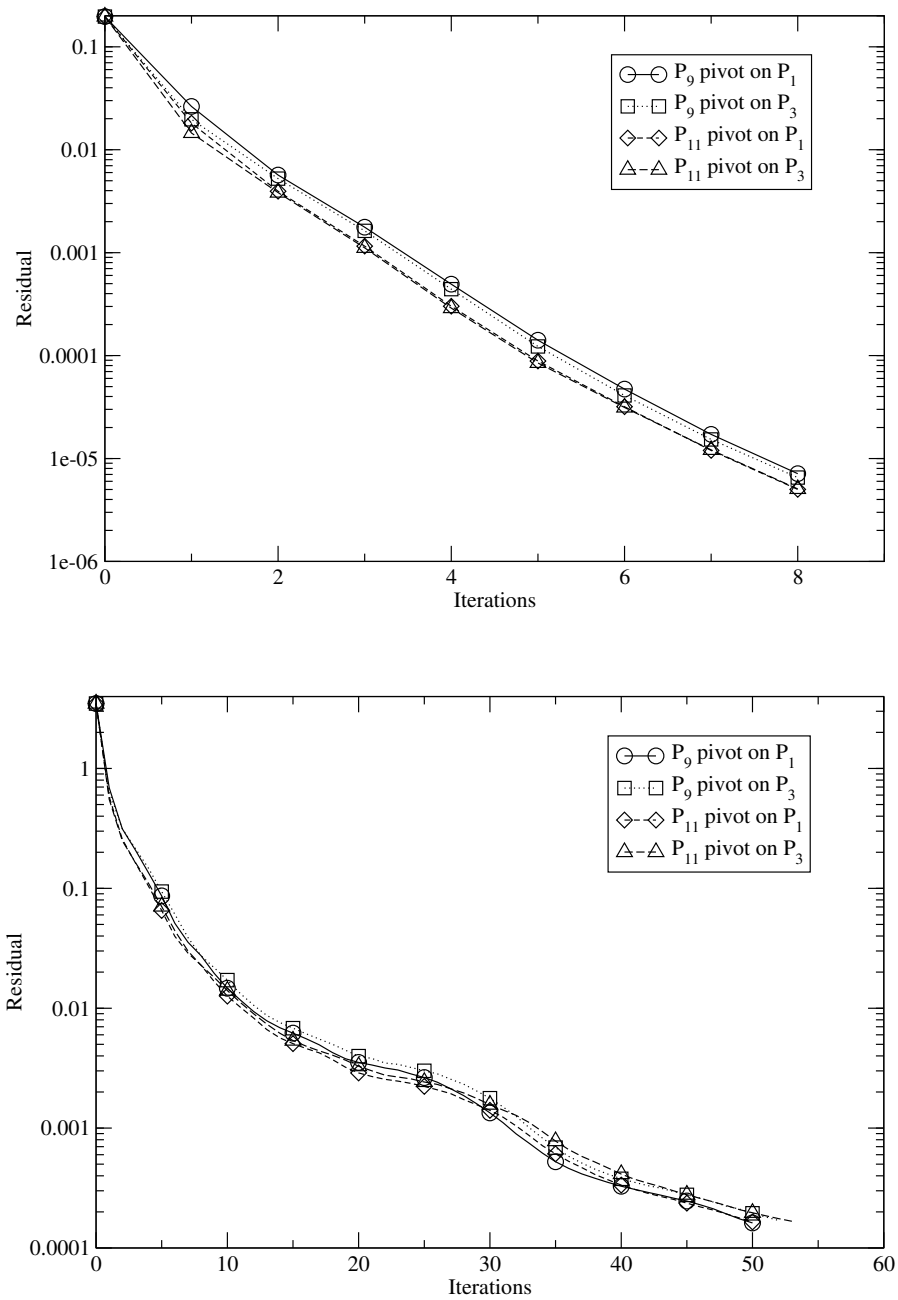 0.1
0.01
0.001
0.0001
1e-05
1e-06
Residual
0 2 4 6 8
Iterations
P9 pivot on P1
P9 pivot on P3
P11 pivot on P1
P11 pivot on P3
1
0.1
0.01
0.001
0.0001
Residual
0 10 20 30 40 50 60
Iterations
P9 pivot on P1
P9 pivot on P3
P11 pivot on P1
P11 pivot on P3